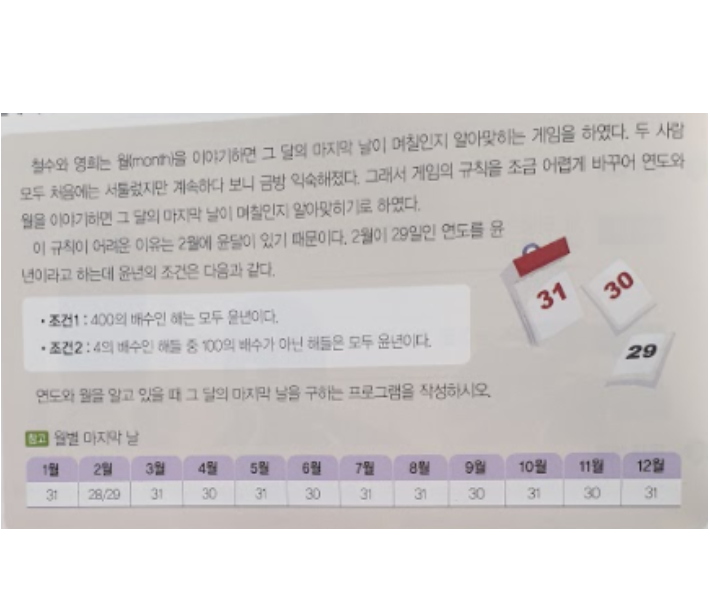 철수와 영희는 월(month)을 이야기하면 그 달의 마지막 날이 며칠인지 알아맞히는 게임을 하였다. 두 사람
모두 처음에는 서툴렀지만 계속하다 보니 금방 익숙해졌다. 그래서 게임의 규칙을 조금 어렵게 바꾸어 연도와
월을 이야기하면 그 달의 마지막 날이 며칠인지 알아맞히기로 하였다.
이 규칙이 어려운 이유는 2월에 윤달이 있기 때문이다. 2월이 29일인 연도를 윤
년이라고 하는데 윤년의 조건은 다음과 같다.
31
30
29
• 조건1 : 400의 배수인 해는 모두 윤년이다.
• 조건2 : 4의 배수인 해들 중 100의 배수가 아닌 해들은 모두 윤년이다.
연도와 월을 알고 있을 때 그 달의 마지막 날을 구하는 프로그램을 작성하시오.
참고 월별 마지막 날
1월 2월 3월 4월 5월 6월 7월 8월 9월 10월 11월 12월
31 28/29 31 30 31 30 31 31 30 31 30 31